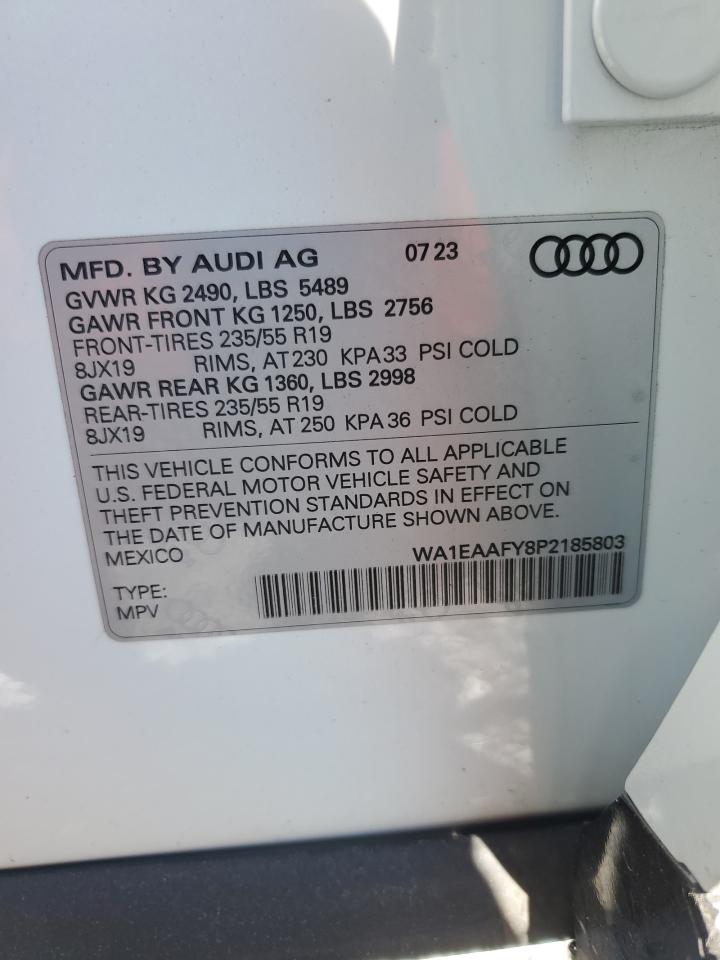 MFD. BY AUDI AG 07 23
GVWR KG 2490, LBS 5489
GAWR FRONT KG 1250, LBS 2756
FRONT-TIRES 235/55 R19
8JX19 RIMS, AT 230 KPA 33 PSI COLD
GAWR REAR KG 1360, LBS 2998
REAR-TIRES 235/55 R19
8JX19 RIMS, AT 250 KPA 36 PSI COLD
THIS VEHICLE CONFORMS TO ALL APPLICABLE
U.S. FEDERAL MOTOR VEHICLE SAFETY AND
THEFT PREVENTION STANDARDS IN EFFECT ON
THE DATE OF MANUFACTURE SHOWN ABOVE.
MEXICO WA1EAAFY8P2185803
TYPE:
MPV